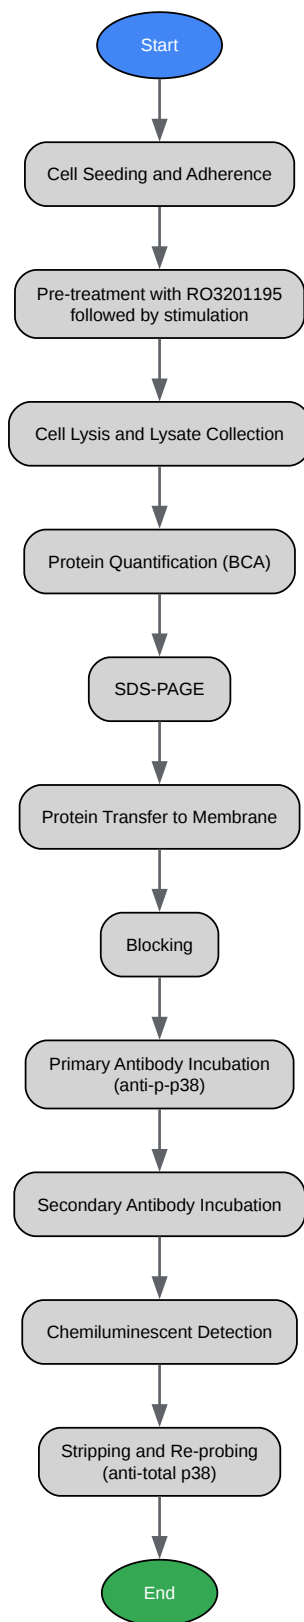 Start
Cell Seeding and Adherence
Pre-treatment with RO3201195
followed by stimulation
Cell Lysis and Lysate Collection
Protein Quantification (BCA)
SDS-PAGE
Protein Transfer to Membrane
Blocking
Primary Antibody Incubation
(anti-p-p38)
Secondary Antibody Incubation
Chemiluminescent Detection
Stripping and Re-probing
(anti-total p38)
End